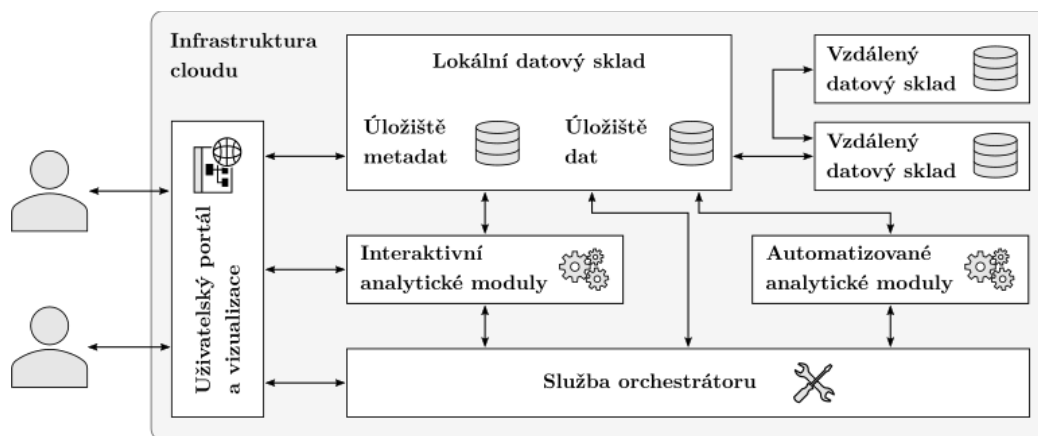 Infrastruktura
cloudu
Lokální datový sklad
Úložiště
metadat
Úložiště
dat
Vzdálený
datový sklad
Vzdálený
datový sklad
Uživatelský portál
a vizualizace
Interaktivní
analytické moduly
Automatizované
analytické moduly
Služba orchestrátoru